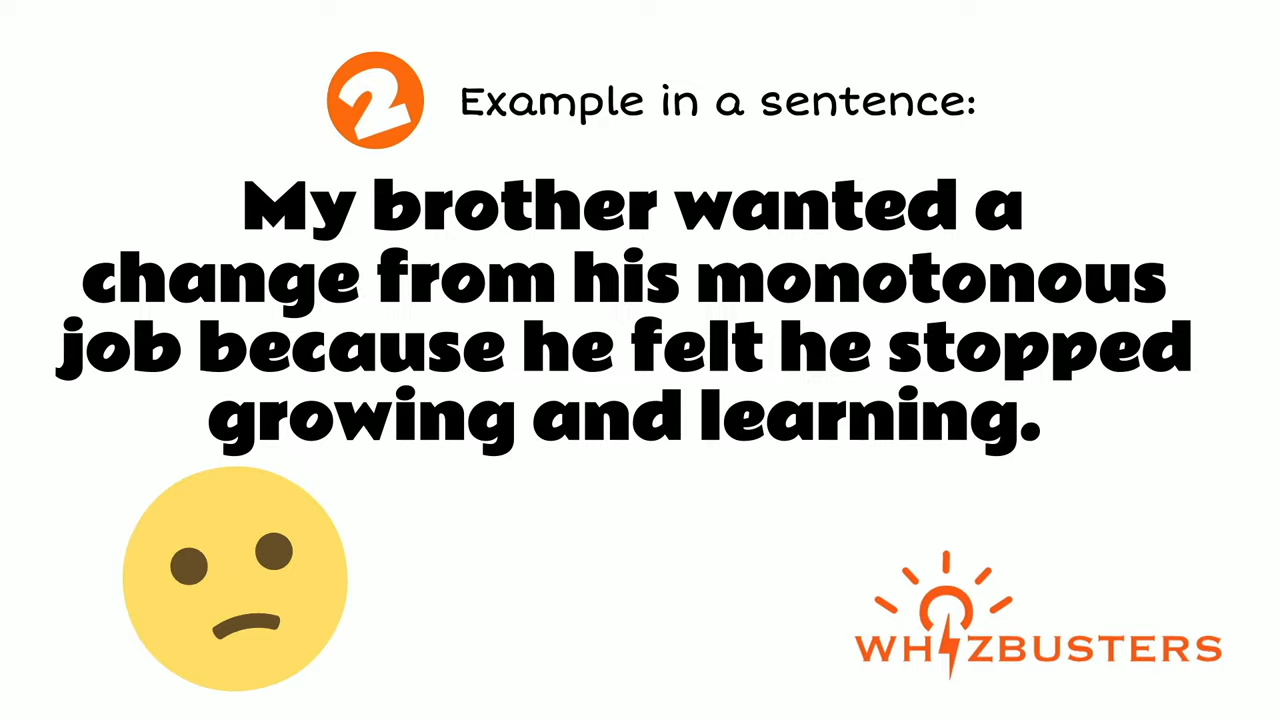 2 Example in a sentence:
My brother wanted a
change from his monotonous
job because he felt he stopped
growing and learning.
WHIZBUSTERS